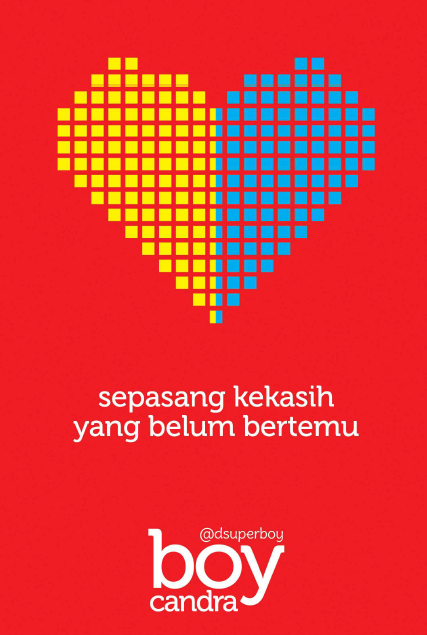 sepasang kekasih
yang belum bertemu
@dsuperboy
boy
candra